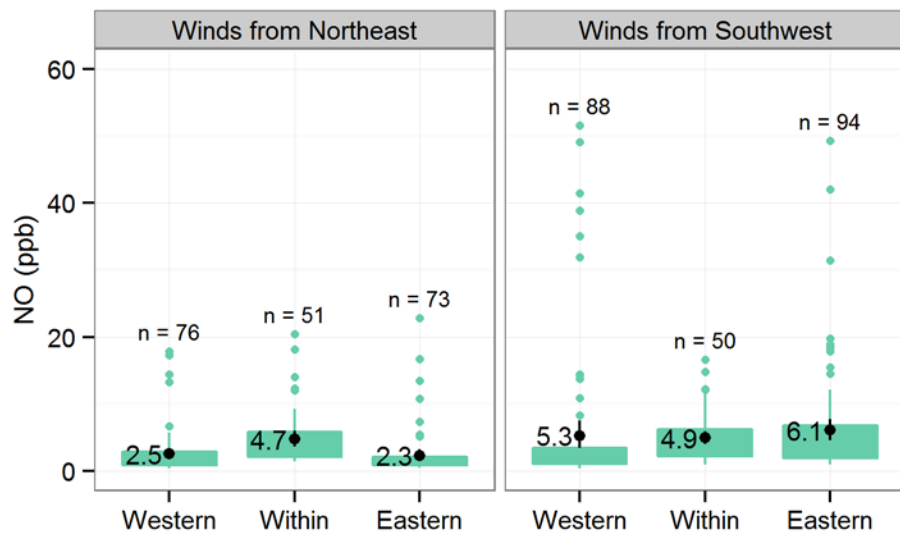 Winds from Northeast
Winds from Southwest
NO (ppb)
60
40
20
0
n = 76
n = 51
n = 73
n = 88
n = 50
n = 94
2.5
4.7
2.3
5.3
4.9
6.1
Western
Within
Eastern
Western
Within
Eastern